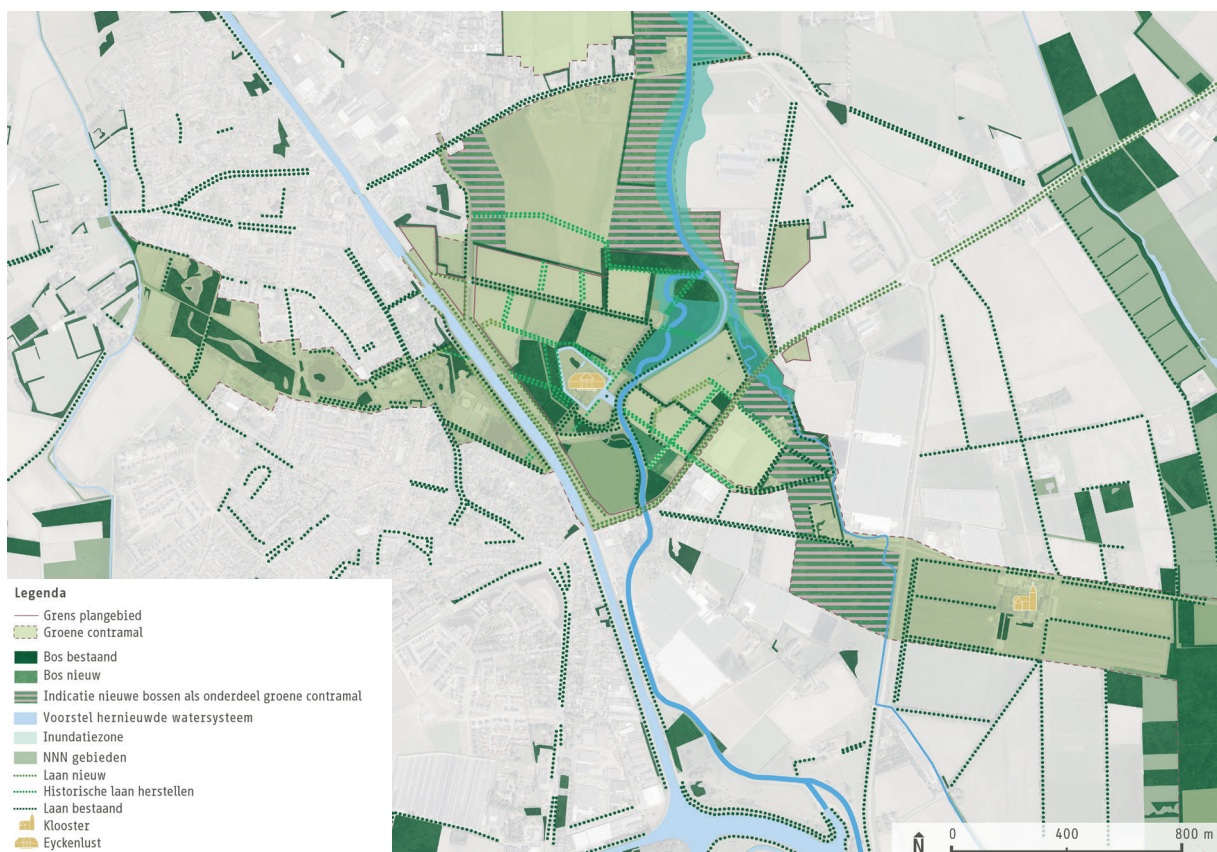 Legenda
Grens plangebied
Groene contramal
Bos bestaand
Bos nieuw
Indicatie nieuwe bossen als onderdeel groene contramal
Voorstel hernieuwde watersysteem
Inundatiezone
NNN gebieden
Laan nieuw
Historische laan herstellen
Laan bestaand
Klooster
Eyckenlust
N
0 400 800 m